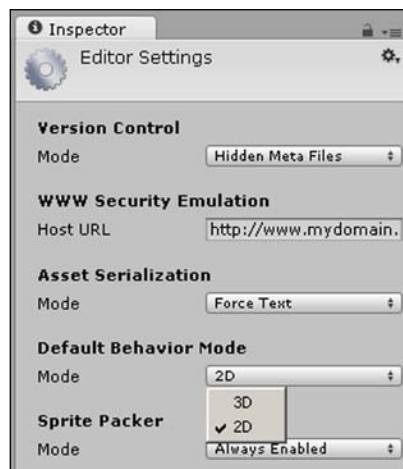 Inspector
Editor Settings
Version Control
Mode Hidden Meta Files
WWW Security Emulation
Host URL http://www.mydomain.
Asset Serialization
Mode Force Text
Default Behavior Mode
Mode 2D
3D
2D
Sprite Packer
Mode Always Enabled